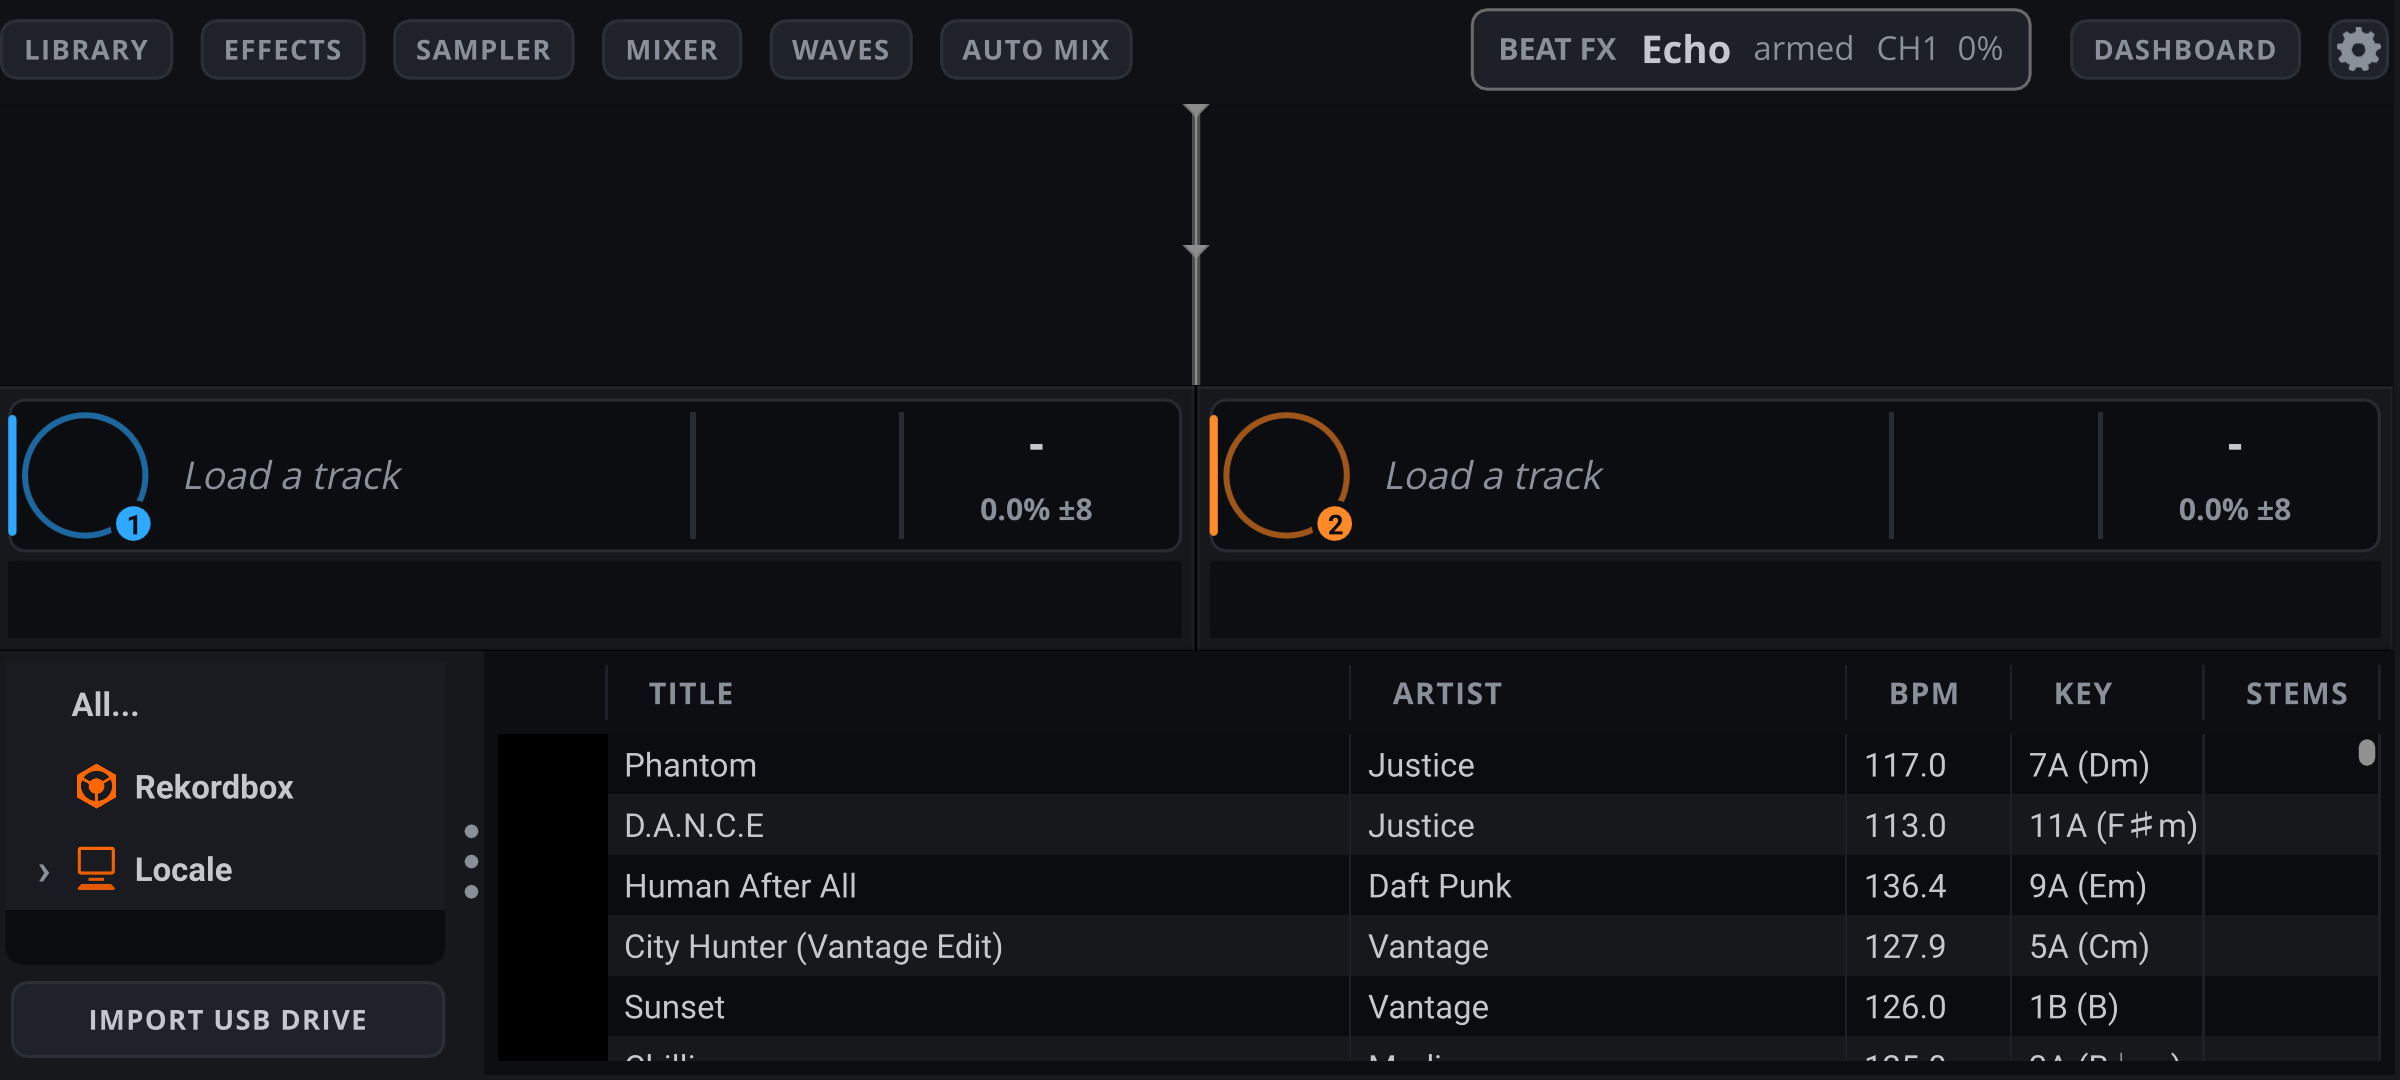 LIBRARY EFFECTS SAMPLER MIXER WAVES AUTO MIX BEAT FX Echo armed CH1 0% DASHBOARD
Load a track - 0.0% ±8
1
Load a track - 0.0% ±8
2
All...
Rekordbox
› Locale
IMPORT USB DRIVE
TITLE ARTIST BPM KEY STEMS
Phantom Justice 117.0 7A (Dm)
D.A.N.C.E Justice 113.0 11A (F♯m)
Human After All Daft Punk 136.4 9A (Em)
City Hunter (Vantage Edit) Vantage 127.9 5A (Cm)
Sunset Vantage 126.0 1B (B)